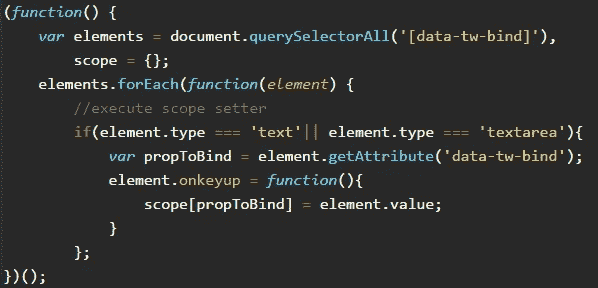 (function() {
    var elements = document.querySelectorAll('[data-tw-bind]'),
        scope = {};
    elements.forEach(function(element) {
        //execute scope setter
        if(element.type === 'text'|| element.type === 'textarea'){
            var propToBind = element.getAttribute('data-tw-bind');
            element.onkeyup = function(){
                scope[propToBind] = element.value;
            }
        };
})();